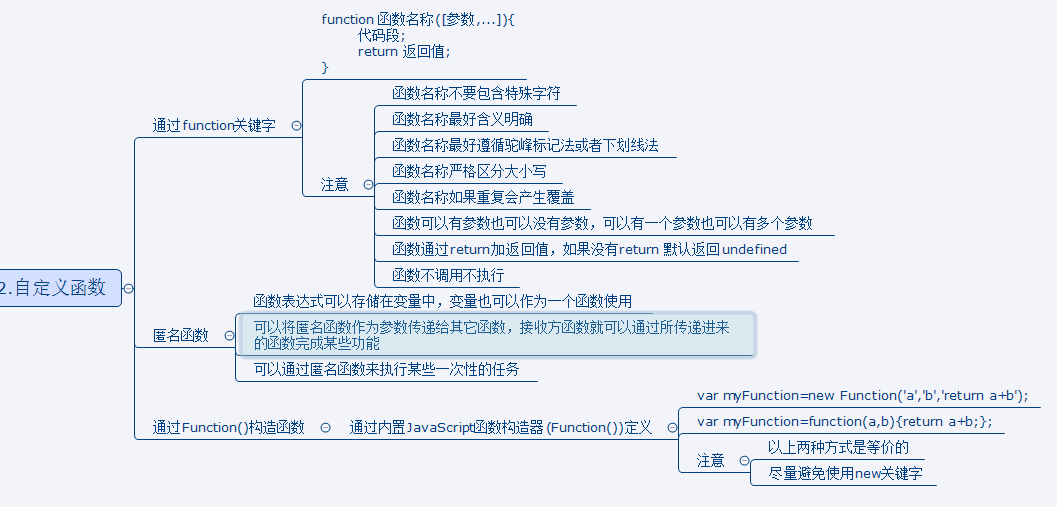 function 函数名称([参数,...]){
代码段;
return 返回值;
}
函数名称不要包含特殊字符
函数名称最好含义明确
通过function关键字
函数名称最好遵循驼峰标记法或者下划线法
函数名称严格区分大小写
注意
函数名称如果重复会产生覆盖
函数可以有参数也可以没有参数，可以有一个参数也可以有多个参数
函数通过return加返回值，如果没有return 默认返回undefined
函数不调用不执行
2.自定义函数
函数表达式可以存储在变量中，变量也可以作为一个函数使用
匿名函数
可以将匿名函数作为参数传递给其它函数，接收方函数就可以通过所传递进来
的函数完成某些功能
可以通过匿名函数来执行某些一次性的任务
var myFunction=new Function('a','b','return a+b');
通过Function()构造函数
通过内置JavaScript函数构造器(Function())定义
var myFunction=function(a,b){return a+b;};
以上两种方式是等价的
注意
尽量避免使用new关键字